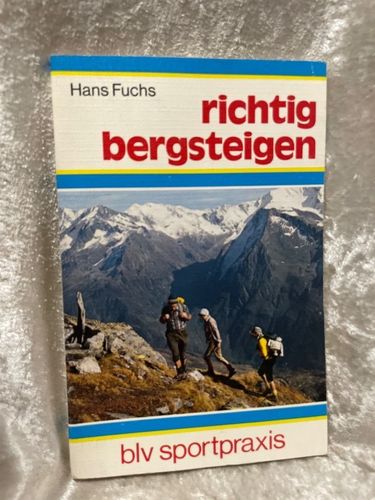 Hans Fuchs
richtig
bergsteigen
blv sportpraxis